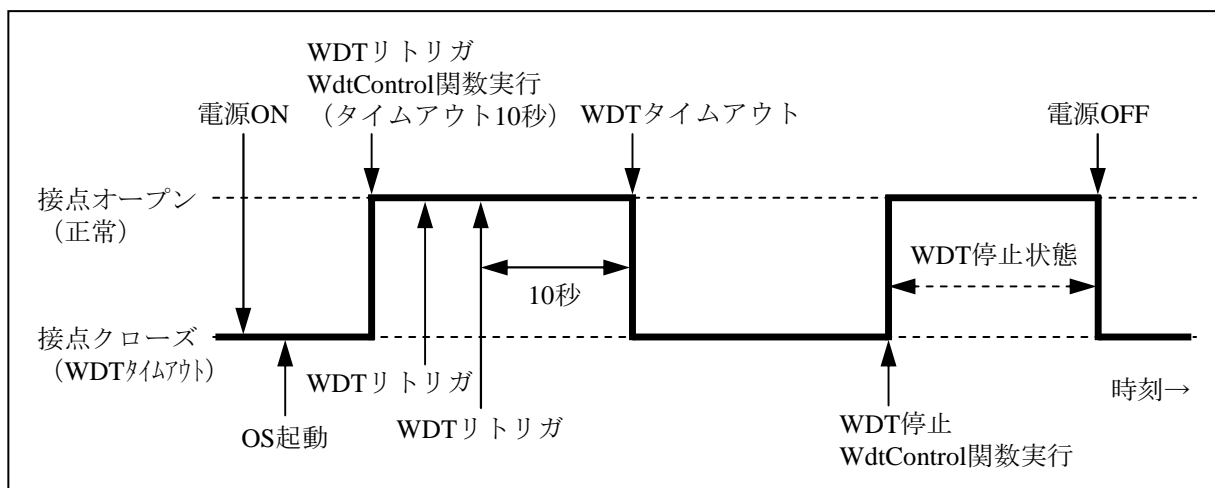 WDTリトリガ
WdtControl関数実行
（タイムアウト10秒）
電源ON
WDTタイムアウト
電源OFF
接点オープン
（正常）
WDT停止状態
10秒
接点クローズ
（WDTﾀｲﾑｱｳﾄ）
WDTリトリガ
時刻→
WDTリトリガ
OS起動
WDT停止
WdtControl関数実行